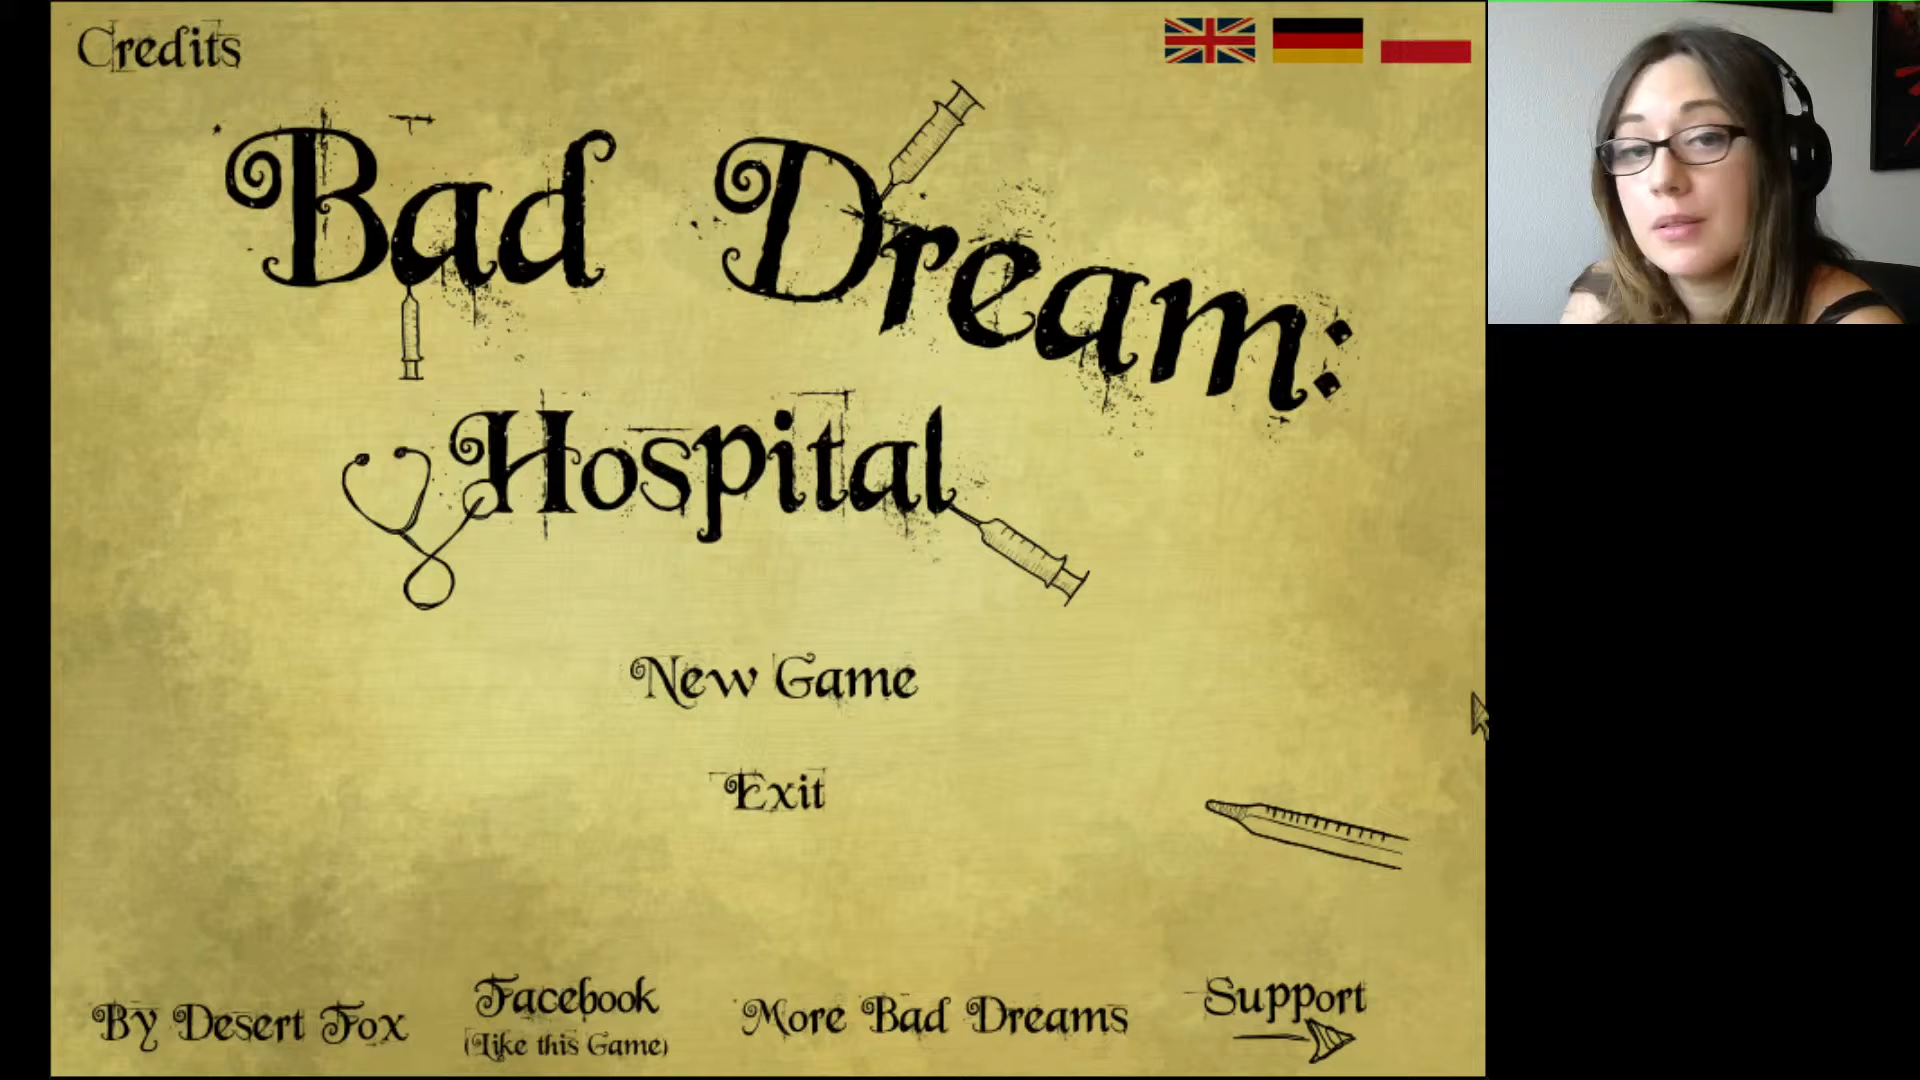 Credits
Bad Dream:
Hospital
New Game
Exit
By Desert Fox
Facebook
(Like this Game)
More Bad Dreams
Support